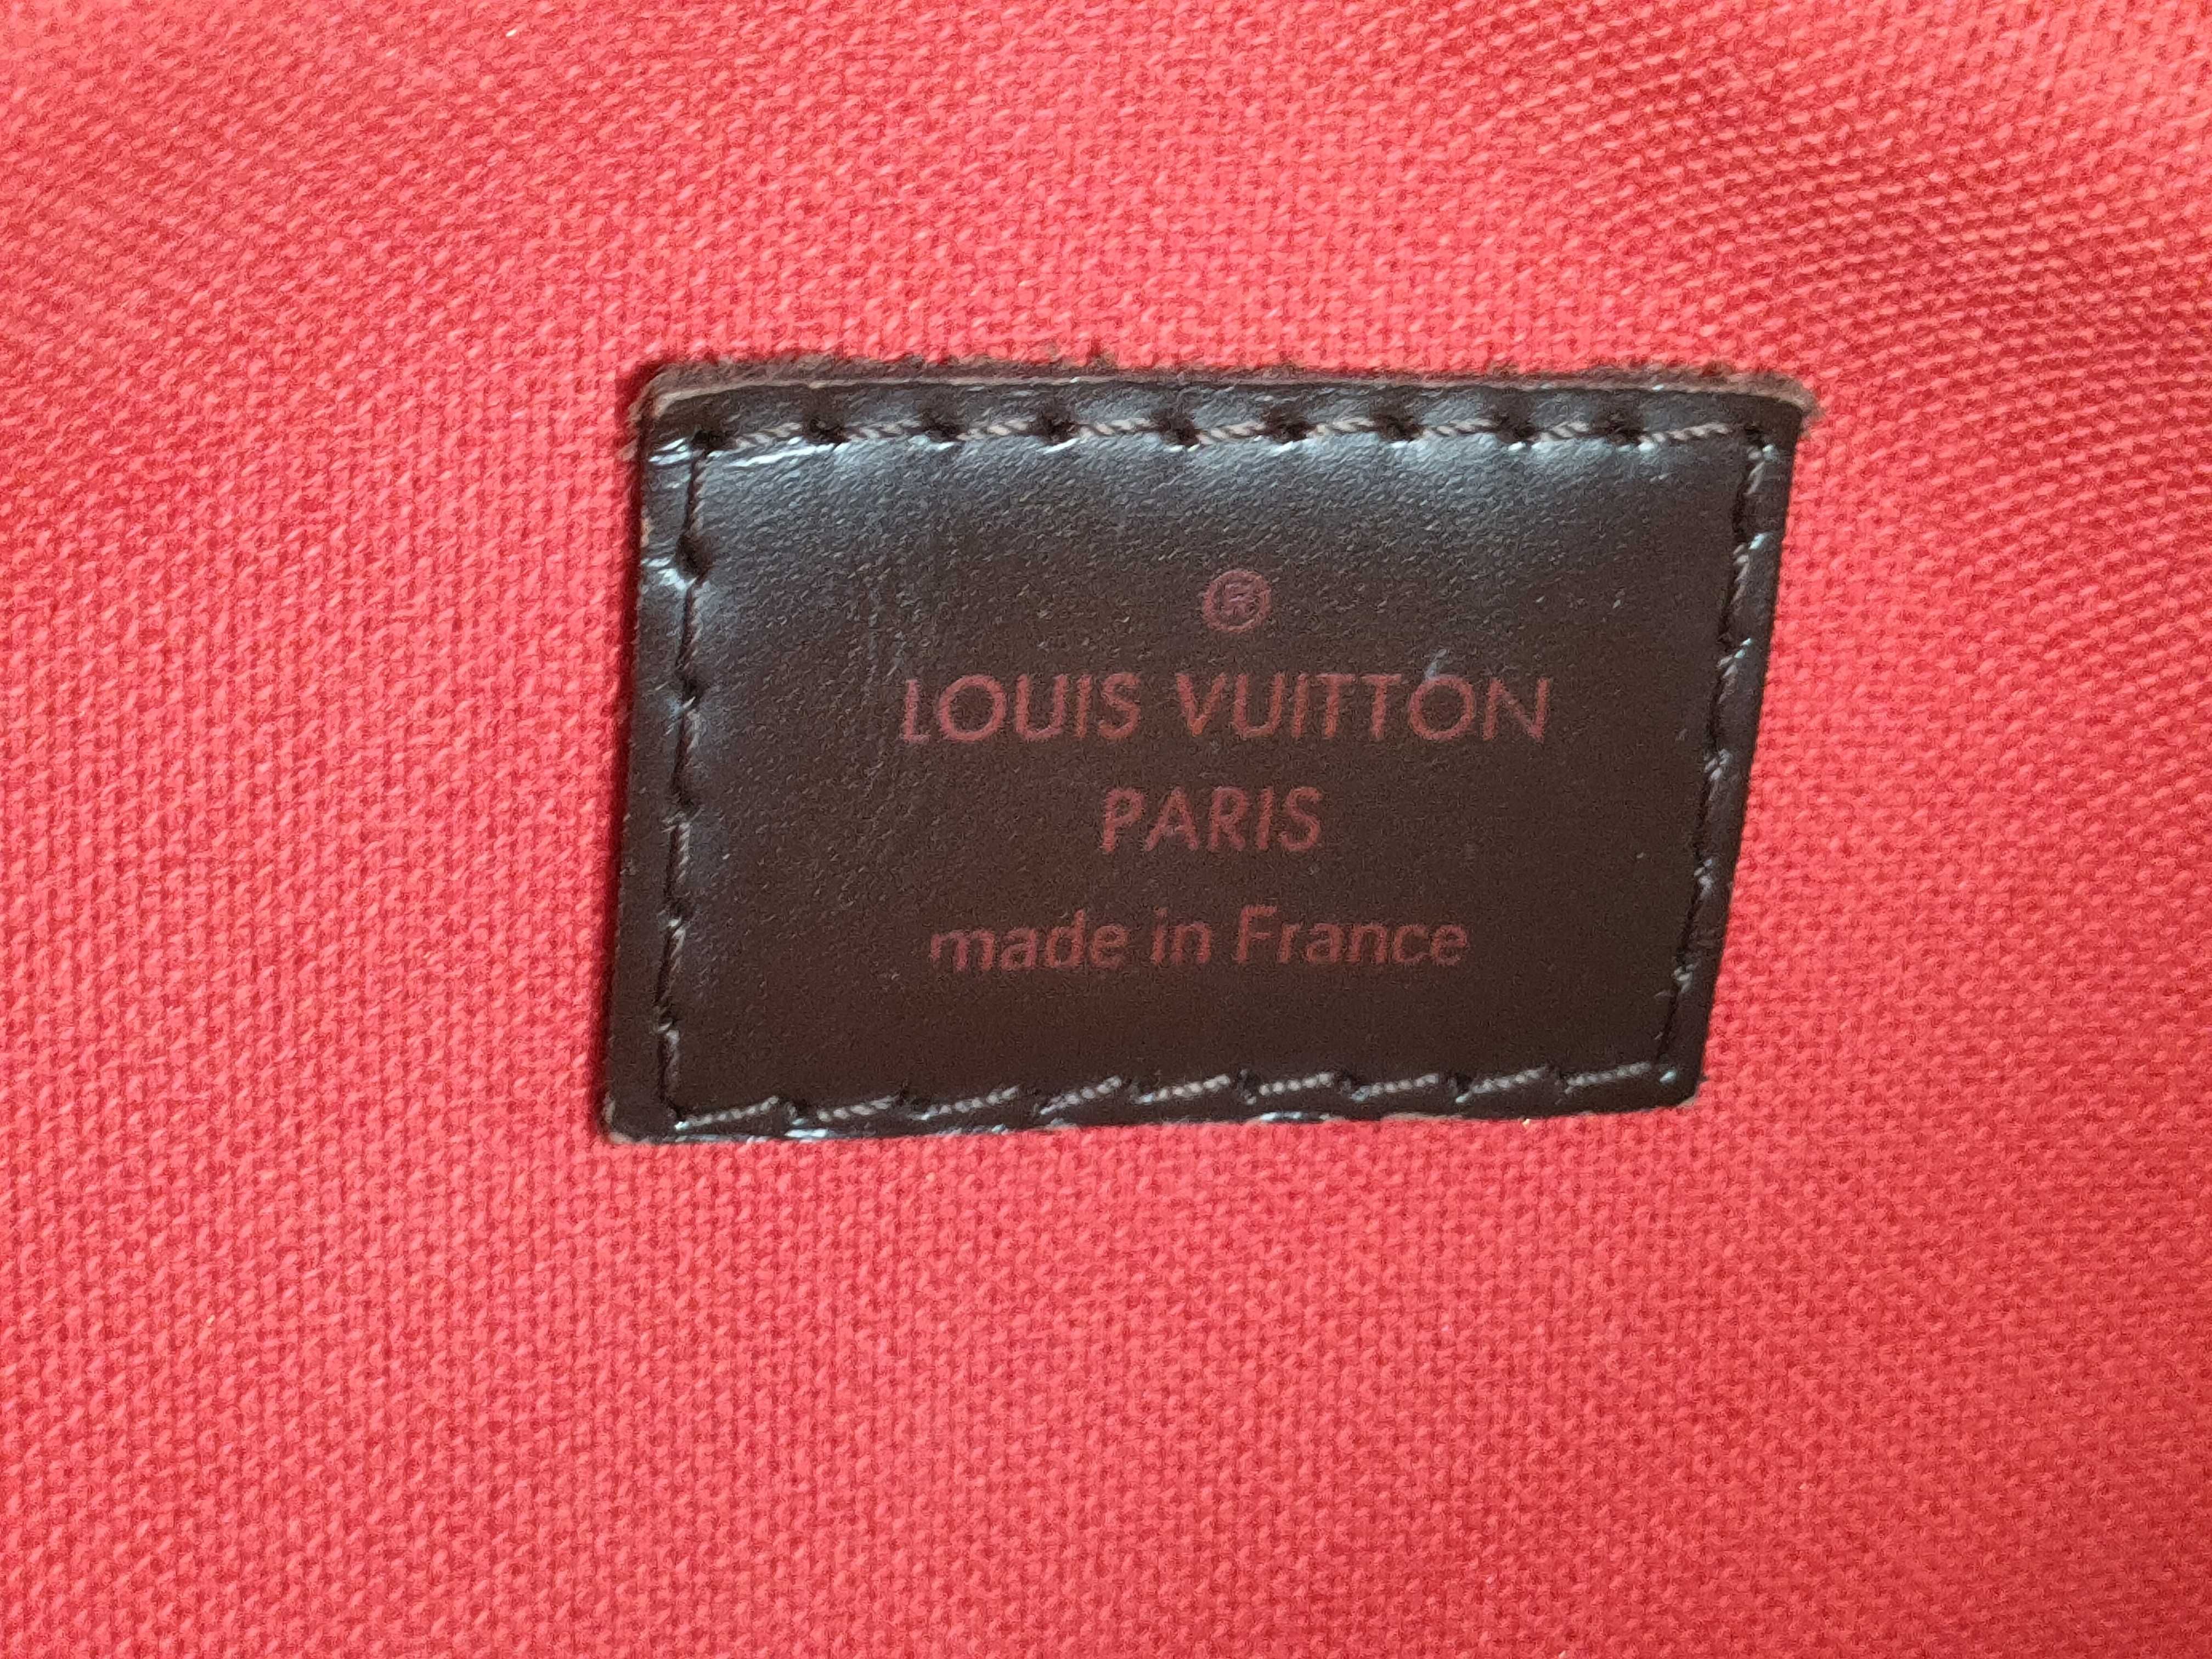 ®
LOUIS VUITTON
PARIS
made in France